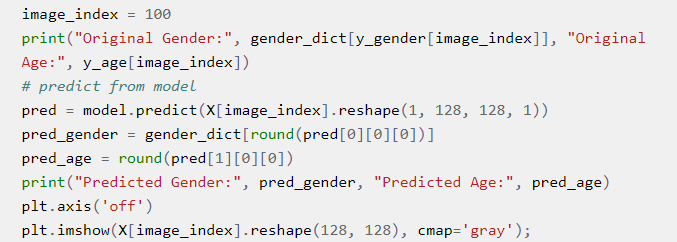 image_index = 100
print("Original Gender:", gender_dict[y_gender[image_index]], "Original
Age:", y_age[image_index])
# predict from model
pred = model.predict(X[image_index].reshape(1, 128, 128, 1))
pred_gender = gender_dict[round(pred[0][0][0])]
pred_age = round(pred[1][0][0])
print("Predicted Gender:", pred_gender, "Predicted Age:", pred_age)
plt.axis('off')
plt.imshow(X[image_index].reshape(128, 128), cmap='gray');